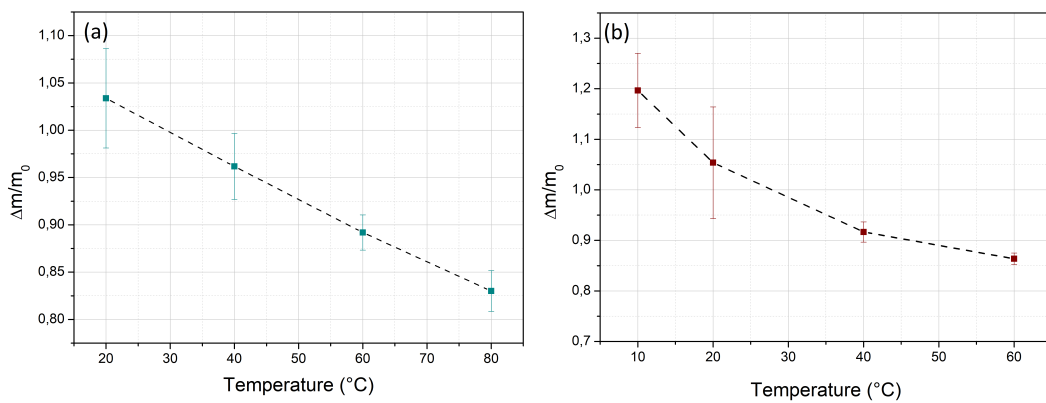 (a)
1,10
1,05
1,00
0,95
0,90
0,85
0,80
Δm/m₀
20 30 40 50 60 70 80
Temperature (°C)
(b)
1,3
1,2
1,1
1,0
0,9
0,8
0,7
Δm/m₀
10 20 30 40 50 60
Temperature (°C)